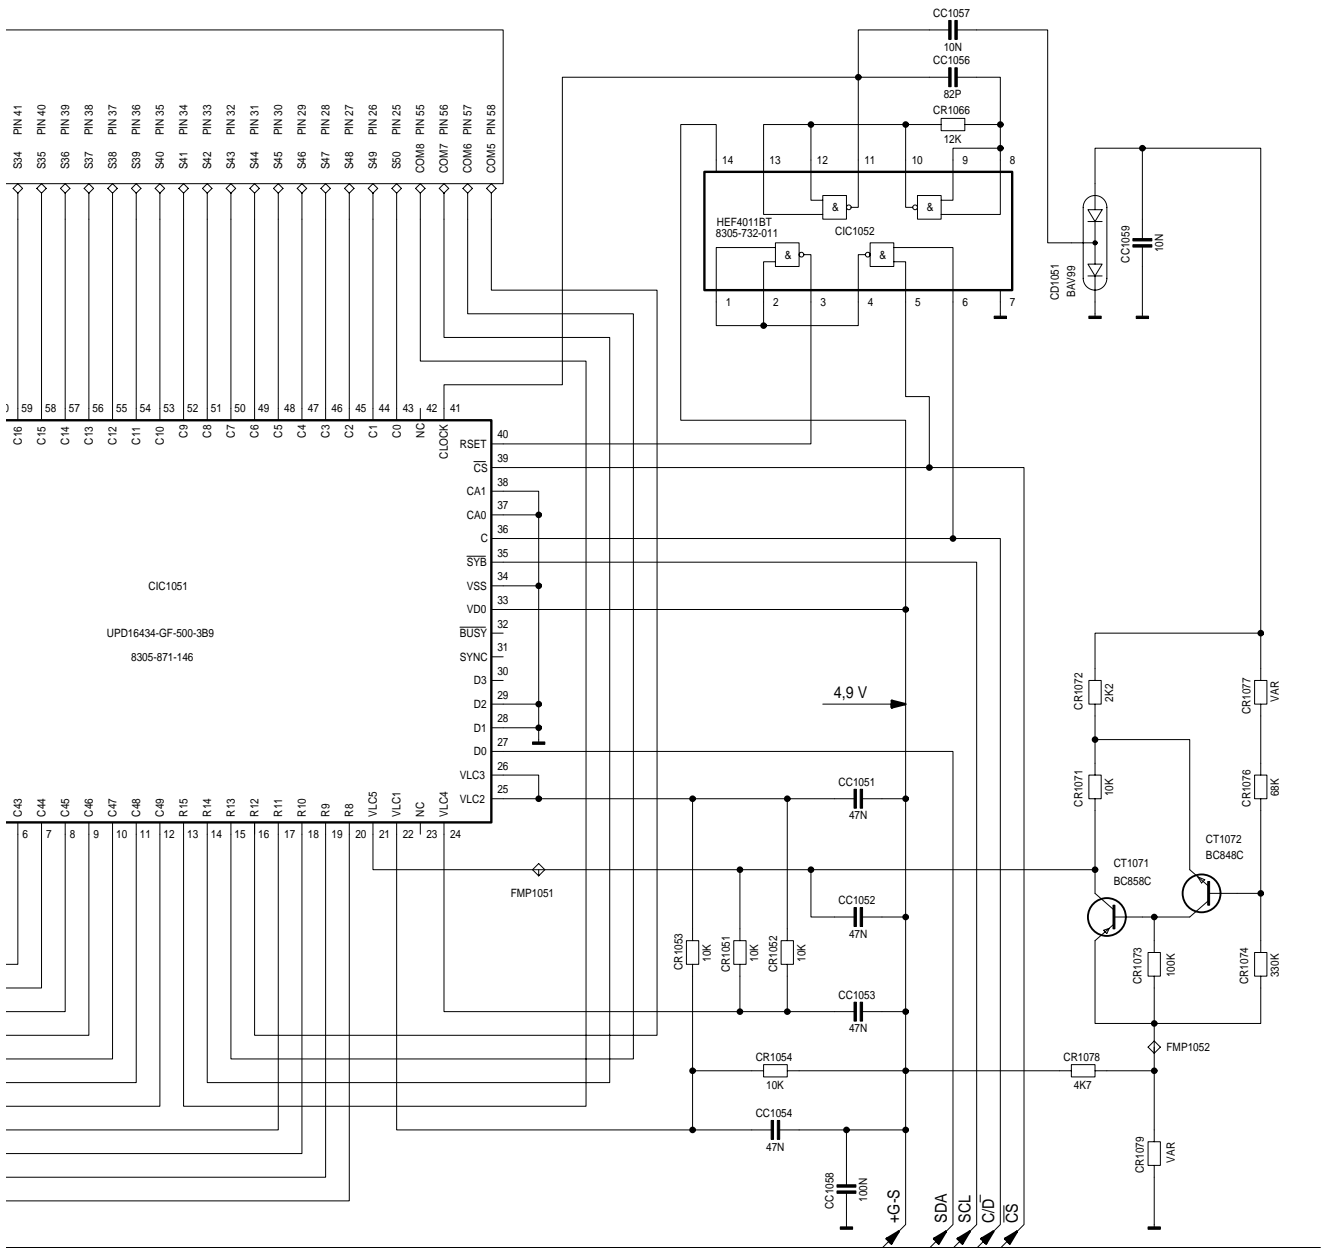 CC1057
10N
CC1056
82P
CR1066
12K
S34 PIN 41
S35 PIN 40
S36 PIN 39
S37 PIN 38
S38 PIN 37
S39 PIN 36
S40 PIN 35
S41 PIN 34
S42 PIN 33
S43 PIN 32
S44 PIN 31
S45 PIN 30
S46 PIN 29
S47 PIN 28
S48 PIN 27
S49 PIN 26
S50 PIN 25
COM8 PIN 55
COM7 PIN 56
COM6 PIN 57
COM5 PIN 58
14 13 12 11 10 9 8
& &
HEF4011BT
8305-732-011
CIC1052
& &
1 2 3 4 5 6 7
CD1051
BAV99
CC1059
10N
59 58 57 56 55 54 53 52 51 50 49 48 47 46 45 44 43 42 41
C16
C15
C14
C13
C12
C11
C10
C9
C8
C7
C6
C5
C4
C3
C2
C1
C0
NC
CLOCK
RSET 40
CS 39
CA1 38
CA0 37
C 36
SYB 35
VSS 34
VD0 33
BUSY 32
SYNC 31
D3 30
D2 29
D1 28
D0 27
VLC3 26
VLC2 25
CIC1051
UPD16434-GF-500-3B9
8305-871-146
4,9 V
C43
C44
C45
C46
C47
C48
C49
R15
R14
R13
R12
R11
R10
R9
R8
VLC5
VLC1
NC
VLC4
6 7 8 9 10 11 12 13 14 15 16 17 18 19 20 21 22 23 24
CR1072
2K2
CR1077
VAR
CR1071
10K
CR1076
68K
CC1051
47N
CT1072
BC848C
CT1071
BC858C
FMP1051
CC1052
47N
CR1053
10K
CR1051
10K
CR1052
10K
CR1073
100K
CR1074
330K
CC1053
47N
FMP1052
CR1054
10K
CR1078
4K7
CC1054
47N
CR1079
VAR
CC1058
100N
+G-S
SDA
SCL
C/D
CS